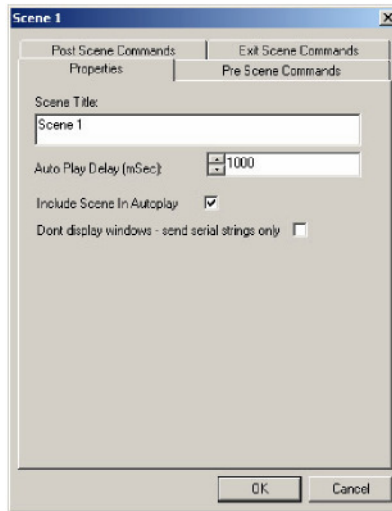 Scene 1
Post Scene Commands
Exit Scene Commands
Properties
Pre Scene Commands
Scene Title:
Scene 1
Auto Play Delay (mSec):
1000
Include Scene In Autoplay
Dont display windows - send serial strings only
OK
Cancel